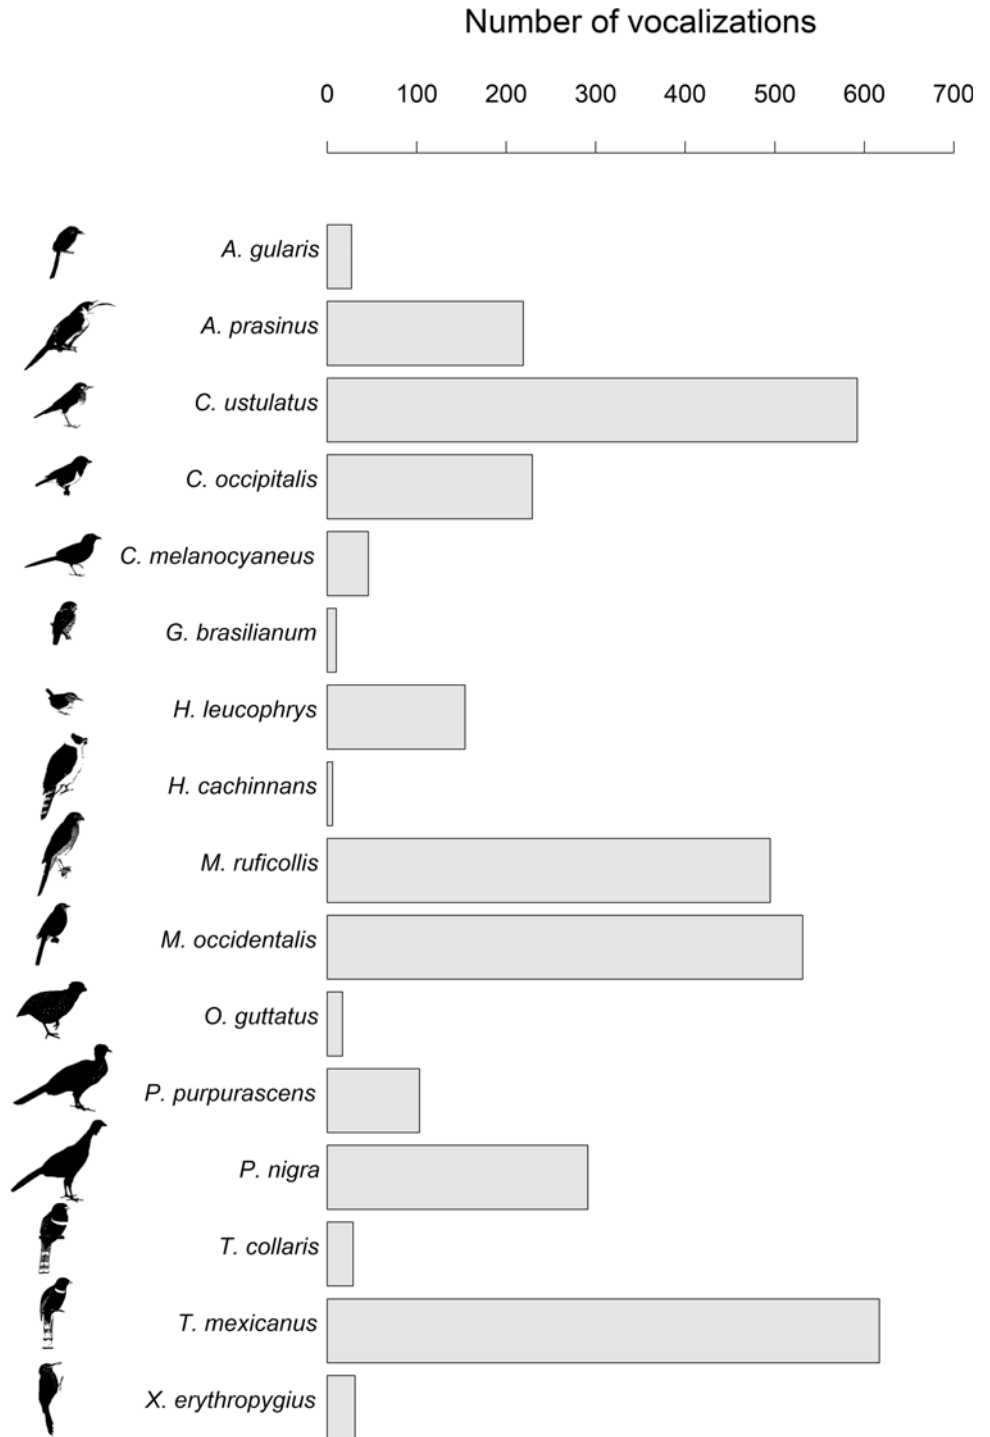 Number of vocalizations
0 100 200 300 400 500 600 700
A. gularis
A. prasinus
C. ustulatus
C. occipitalis
C. melanocyaneus
G. brasilianum
H. leucophrys
H. cachinnans
M. ruficollis
M. occidentalis
O. guttatus
P. purpurascens
P. nigra
T. collaris
T. mexicanus
X. erythropygius